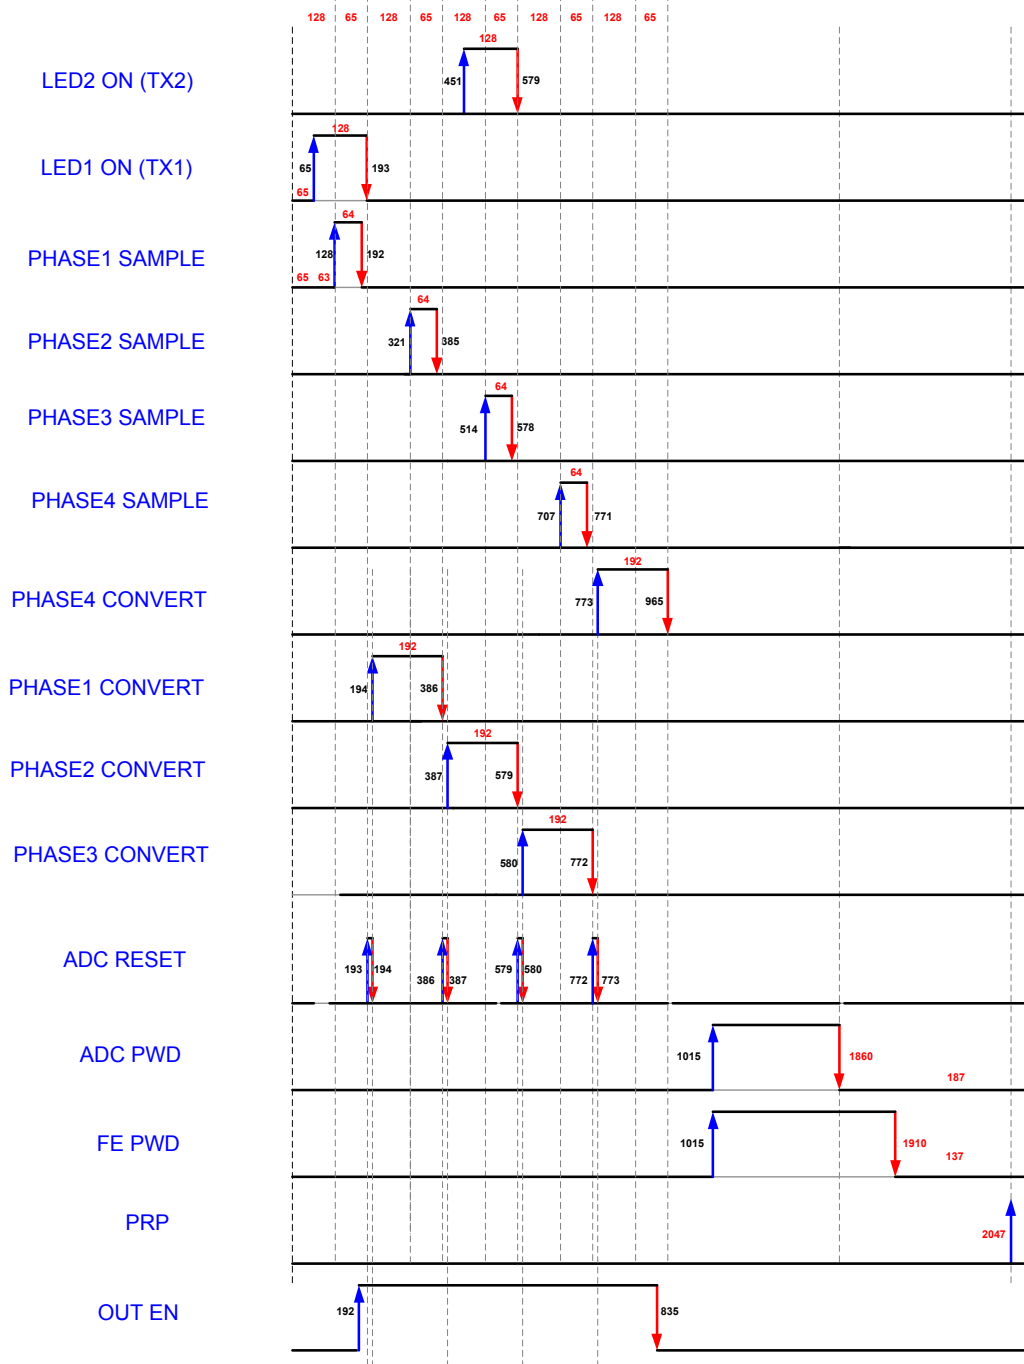 128 65 128 65 128 65 128 65 128 65
128
LED2 ON (TX2) 451 579
128
LED1 ON (TX1) 65 193
65
64
PHASE1 SAMPLE 128 192
65 63
64
PHASE2 SAMPLE 321 385
64
PHASE3 SAMPLE 514 578
64
PHASE4 SAMPLE 707 771
192
PHASE4 CONVERT 773 965
192
PHASE1 CONVERT 194 386
192
PHASE2 CONVERT 387 579
192
PHASE3 CONVERT 580 772
ADC RESET 193 194 386 387 579 580 772 773
ADC PWD 1015 1860
187
FE PWD 1015 1910
137
PRP 2047
OUT EN 192 835